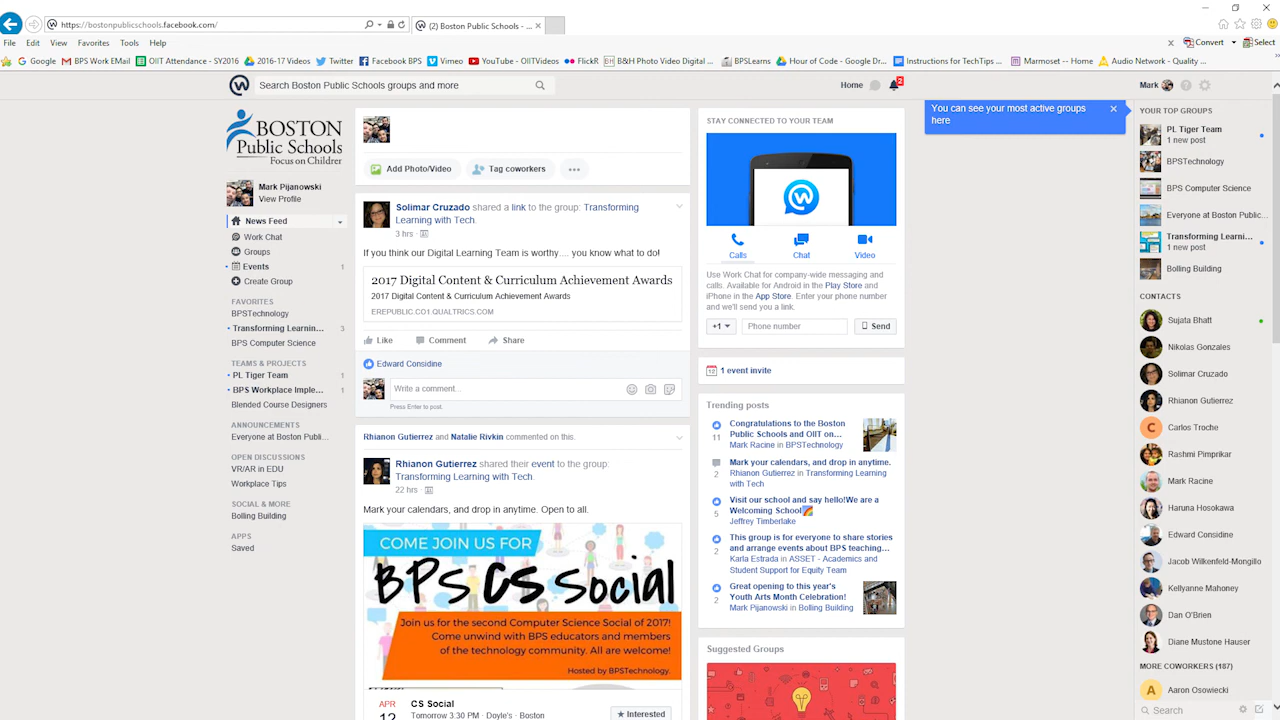 https://bostonpublicschools.facebook.com/
(2) Boston Public Schools - ...
File Edit View Favorites Tools Help
Convert Select
Google BPS Work EMail OIIT Attendance - SY2016 2016-17 Videos Twitter Facebook BPS Vimeo YouTube - OIITVideos FlickR B&H Photo Video Digital ... BPSLearns Hour of Code - Google Dr... Instructions for TechTips ... Marmoset -- Home Audio Network - Quality ...
Search Boston Public Schools groups and more
Home
2
Mark
BOSTON
Public Schools
Focus on Children
Mark Pijanowski
View Profile
News Feed
Work Chat
Groups
Events 1
Create Group
FAVORITES
BPSTechnology
Transforming Learnin... 3
BPS Computer Science
TEAMS & PROJECTS
PL Tiger Team 1
BPS Workplace Imple... 1
Blended Course Designers
ANNOUNCEMENTS
Everyone at Boston Publi...
OPEN DISCUSSIONS
VR/AR in EDU
Workplace Tips
SOCIAL & MORE
Bolling Building
APPS
Saved
Add Photo/Video Tag coworkers ...
Solimar Cruzado shared a link to the group: Transforming
Learning with Tech.
3 hrs ·
If you think our Digital Learning Team is worthy.... you know what to do!
2017 Digital Content & Curriculum Achievement Awards
2017 Digital Content & Curriculum Achievement Awards
EREPUBLIC.CO1.QUALTRICS.COM
Like Comment Share
Edward Considine
Write a comment...
Press Enter to post.
Rhianon Gutierrez and Natalie Rivkin commented on this.
Rhianon Gutierrez shared their event to the group:
Transforming Learning with Tech.
22 hrs ·
Mark your calendars, and drop in anytime. Open to all.
COME JOIN US FOR
BPS CS Social
Join us for the second Computer Science Social of 2017!
Come unwind with BPS educators and members
of the technology community. All are welcome!
Hosted by BPSTechnology.
APR
12
CS Social
Tomorrow 3:30 PM · Doyle's · Boston
Interested
STAY CONNECTED TO YOUR TEAM
Calls Chat Video
Use Work Chat for company-wide messaging and
calls. Available for Android in the Play Store and
iPhone in the App Store. Enter your phone number
and we'll send you a link.
+1 Phone number Send
12 1 event invite
Trending posts
11
Congratulations to the Boston
Public Schools and OIIT on...
Mark Racine in BPSTechnology
2
Mark your calendars, and drop in anytime.
Rhianon Gutierrez in Transforming Learning
with Tech
5
Visit our school and say hello!We are a
Welcoming School
Jeffrey Timberlake
2
This group is for everyone to share stories
and arrange events about BPS teaching...
Karla Estrada in ASSET - Academics and
Student Support for Equity Team
2
Great opening to this year's
Youth Arts Month Celebration!
Mark Pijanowski in Bolling Building
Suggested Groups
You can see your most active groups
here
YOUR TOP GROUPS
PL Tiger Team
1 new post
BPSTechnology
BPS Computer Science
Everyone at Boston Public...
Transforming Learni...
1 new post
Bolling Building
CONTACTS
Sujata Bhatt
Nikolas Gonzales
Solimar Cruzado
Rhianon Gutierrez
C Carlos Troche
Rashmi Pimprikar
Mark Racine
Haruna Hosokawa
Edward Considine
Jacob Wilkenfeld-Mongillo
Kellyanne Mahoney
Dan O'Brien
Diane Mustone Hauser
MORE COWORKERS (187)
A Aaron Osowiecki
Search